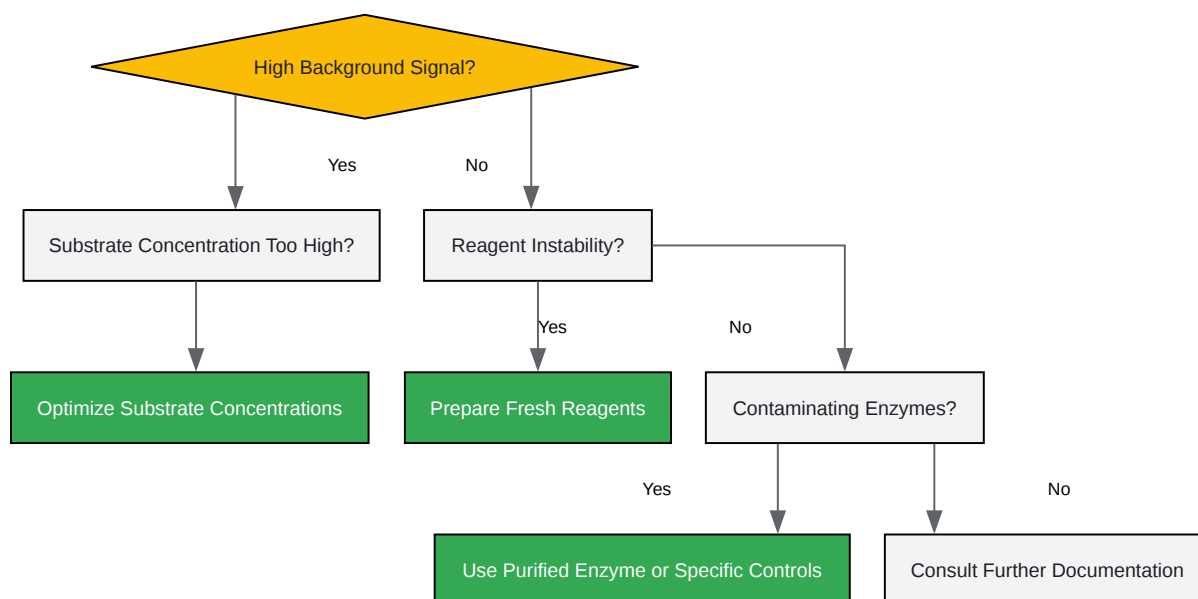 High Background Signal?
Yes
No
Substrate Concentration Too High?
Reagent Instability?
Yes
No
Optimize Substrate Concentrations
Prepare Fresh Reagents
Contaminating Enzymes?
Yes
No
Use Purified Enzyme or Specific Controls
Consult Further Documentation